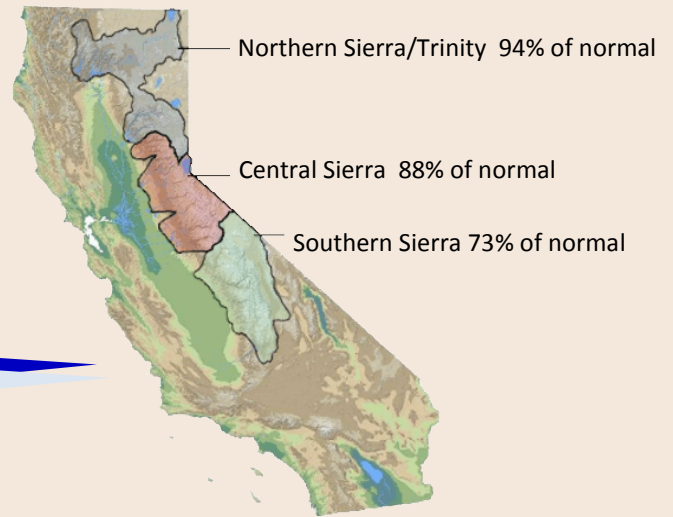 Northern Sierra/Trinity 94% of normal
Central Sierra 88% of normal
Southern Sierra 73% of normal